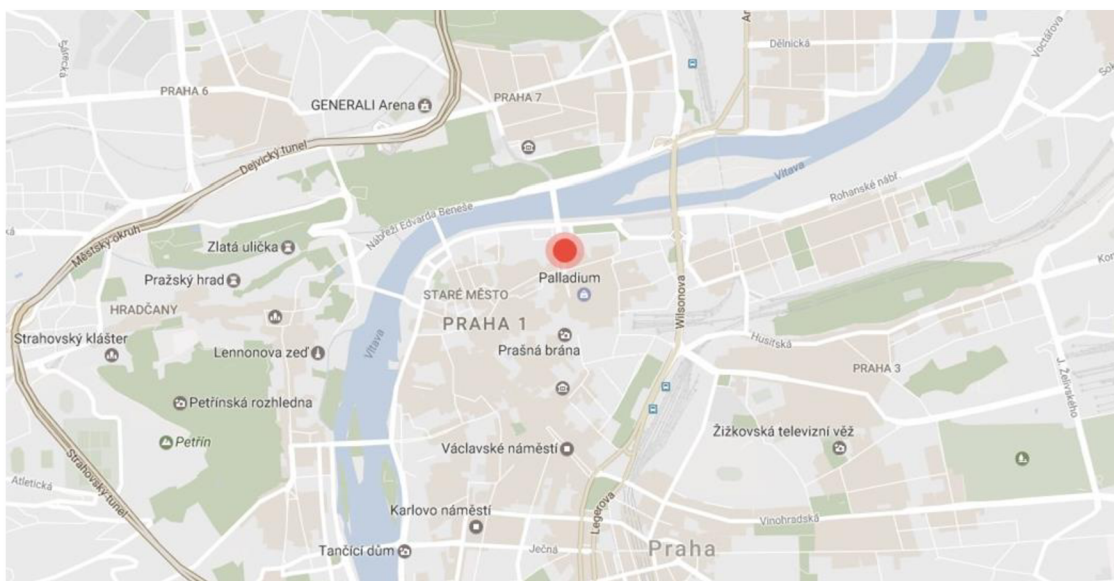 Dělnická
Voctářova
PRAHA 6
GENERALI Arena
PRAHA 7
Dejvický tunel
Vltava
Rohanské nábř.
Nábřeží Edvarda Beneše
Městský okruh
Zlatá ulička
Pražský hrad
Palladium
STARÉ MĚSTO
HRADČANY
Wilsonova
PRAHA 1
Strahovský klášter
Vltava
Lennonova zeď
Prašná brána
Husitská
PRAHA 3
J. Želivského
Petřínská rozhledna
Petřín
Žižkovská televizní věž
Václavské náměstí
Strahovský tunel
Atletická
Karlovo náměstí
Legerova
Vinohradská
Tančící dům
Ječná
Praha